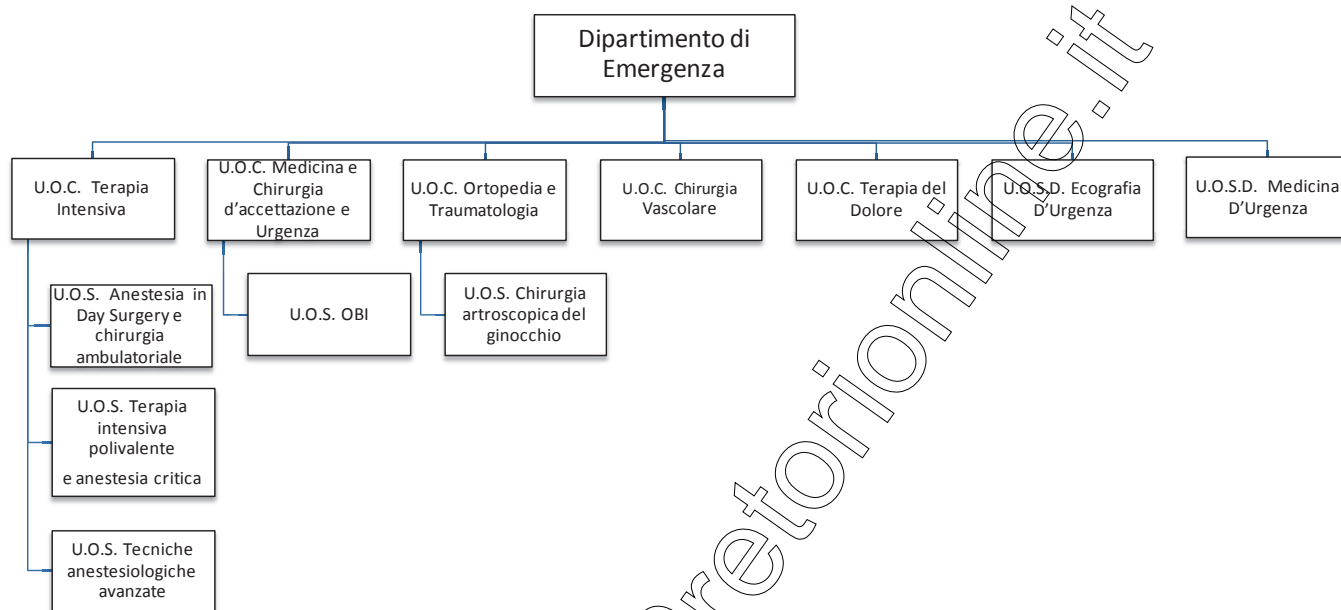 Dipartimento di
Emergenza
U.O.C. Terapia
Intensiva
U.O.C. Medicina e
Chirurgia
d’accettazione e
Urgenza
U.O.C. Ortopedia e
Traumatologia
U.O.C. Chirurgia
Vascolare
U.O.C. Terapia del
Dolore
U.O.S.D. Ecografia
D’Urgenza
U.O.S.D. Medicina
D’Urgenza
U.O.S. Anestesia in
Day Surgery e
chirurgia
ambulatoriale
U.O.S. OBI
U.O.S. Chirurgia
artroscopica del
ginocchio
U.O.S. Terapia
intensiva
polivalente
e anestesia critica
U.O.S. Tecniche
anestesiologiche
avanzate
retorionline.it